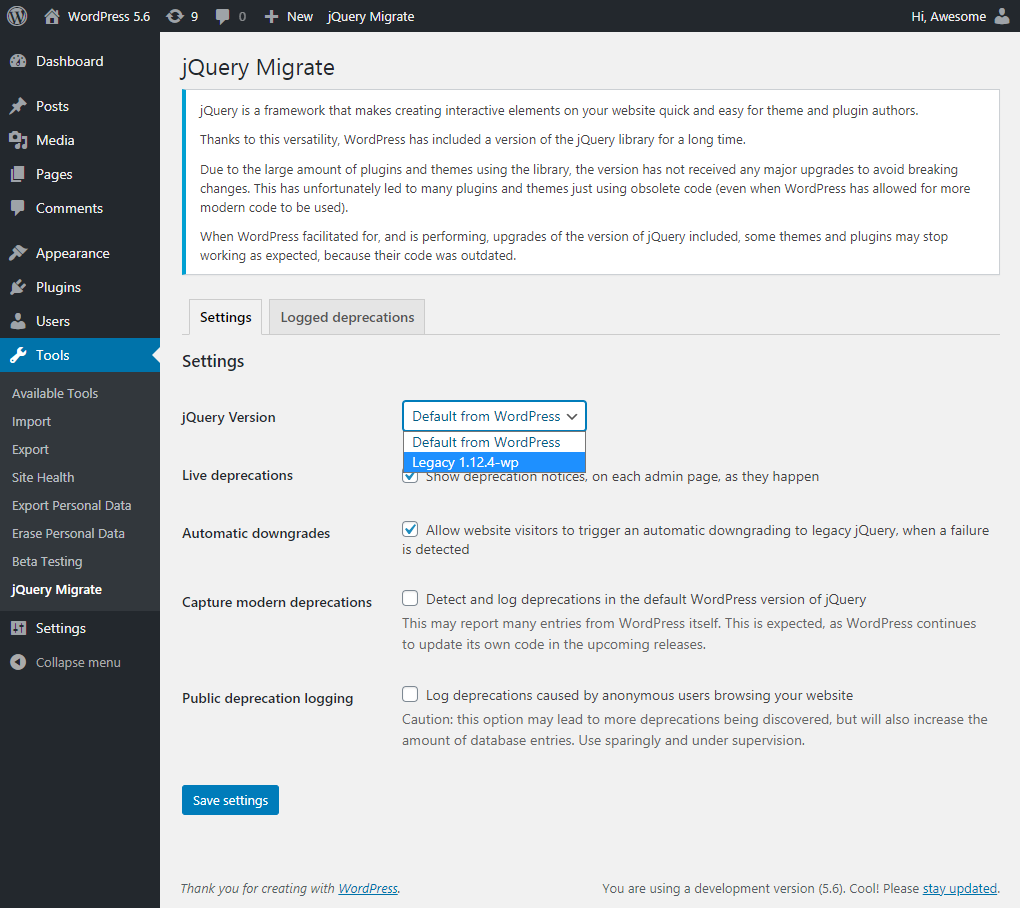 WordPress 5.6 9 0 New jQuery Migrate Hi, Awesome
Dashboard
Posts
Media
Pages
Comments
Appearance
Plugins
Users
Tools
Available Tools
Import
Export
Site Health
Export Personal Data
Erase Personal Data
Beta Testing
jQuery Migrate
Settings
Collapse menu
jQuery Migrate
jQuery is a framework that makes creating interactive elements on your website quick and easy for theme and plugin authors.
Thanks to this versatility, WordPress has included a version of the jQuery library for a long time.
Due to the large amount of plugins and themes using the library, the version has not received any major upgrades to avoid breaking
changes. This has unfortunately led to many plugins and themes just using obsolete code (even when WordPress has allowed for more
modern code to be used).
When WordPress facilitated for, and is performing, upgrades of the version of jQuery included, some themes and plugins may stop
working as expected, because their code was outdated.
Settings Logged deprecations
Settings
jQuery Version Default from WordPress
Default from WordPress
Legacy 1.12.4-wp
Live deprecations Show deprecation notices, on each admin page, as they happen
Automatic downgrades Allow website visitors to trigger an automatic downgrading to legacy jQuery, when a failure
is detected
Capture modern deprecations Detect and log deprecations in the default WordPress version of jQuery
This may report many entries from WordPress itself. This is expected, as WordPress continues
to update its own code in the upcoming releases.
Public deprecation logging Log deprecations caused by anonymous users browsing your website
Caution: this option may lead to more deprecations being discovered, but will also increase the
amount of database entries. Use sparingly and under supervision.
Save settings
Thank you for creating with WordPress. You are using a development version (5.6). Cool! Please stay updated.